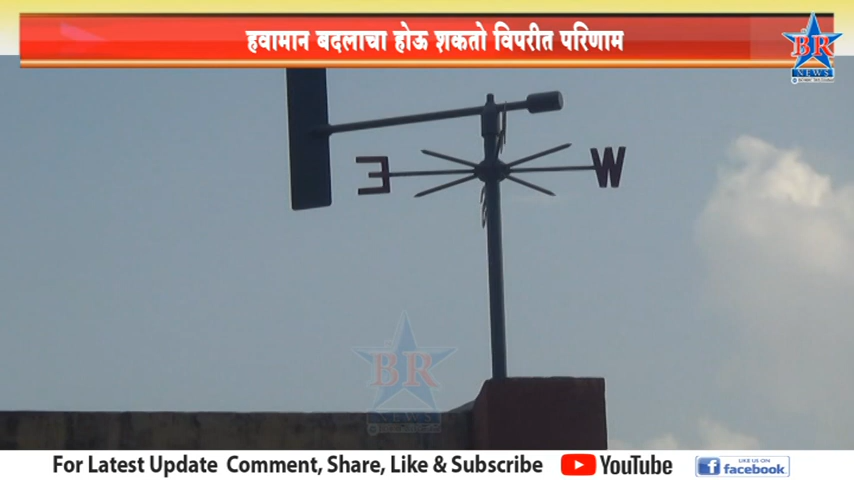 हवामान बदलाचा होऊ शकतो विपरीत परिणाम
BR
NEWS
E
W
BR
NEWS
For Latest Update Comment, Share, Like & Subscribe
YouTube
LIKE US ON
facebook